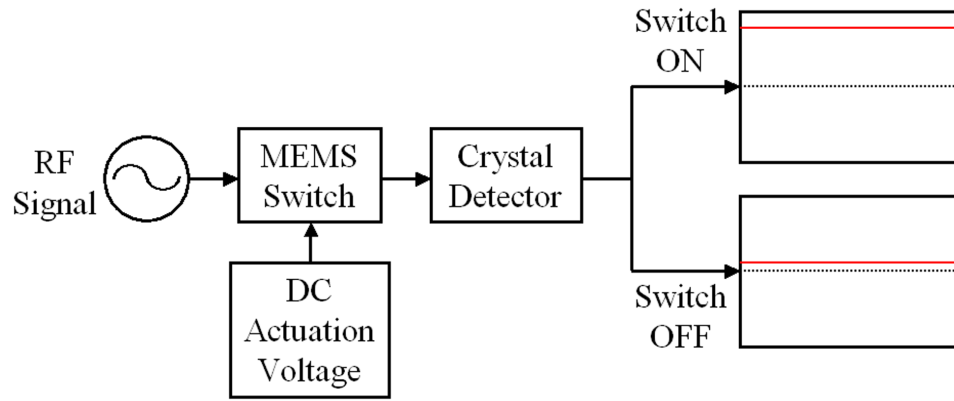 Switch
ON
RF
Signal
MEMS
Switch
Crystal
Detector
DC
Actuation
Voltage
Switch
OFF